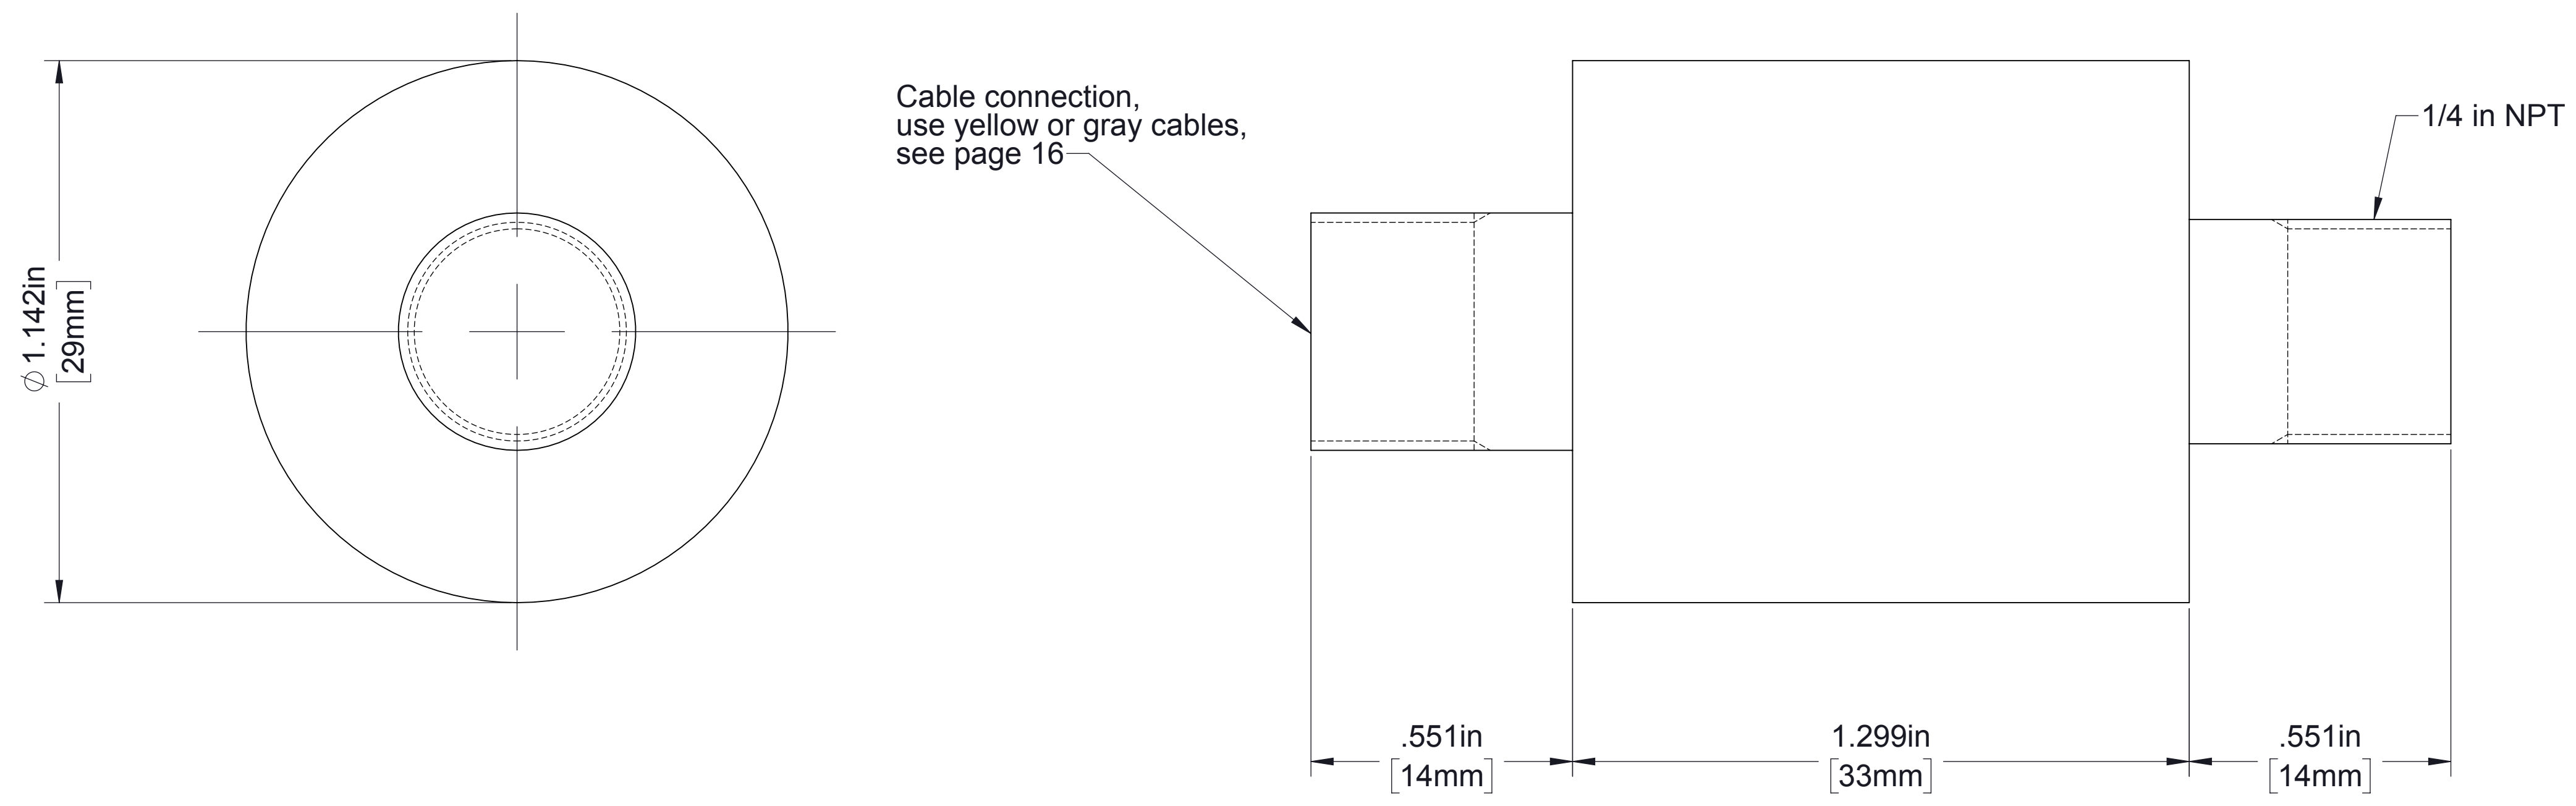 Cable connection,
use yellow or gray cables,
see page 16
1/4 in NPT
∅ 1.142in
[29mm]
.551in
[14mm]
1.299in
[33mm]
.551in
[14mm]